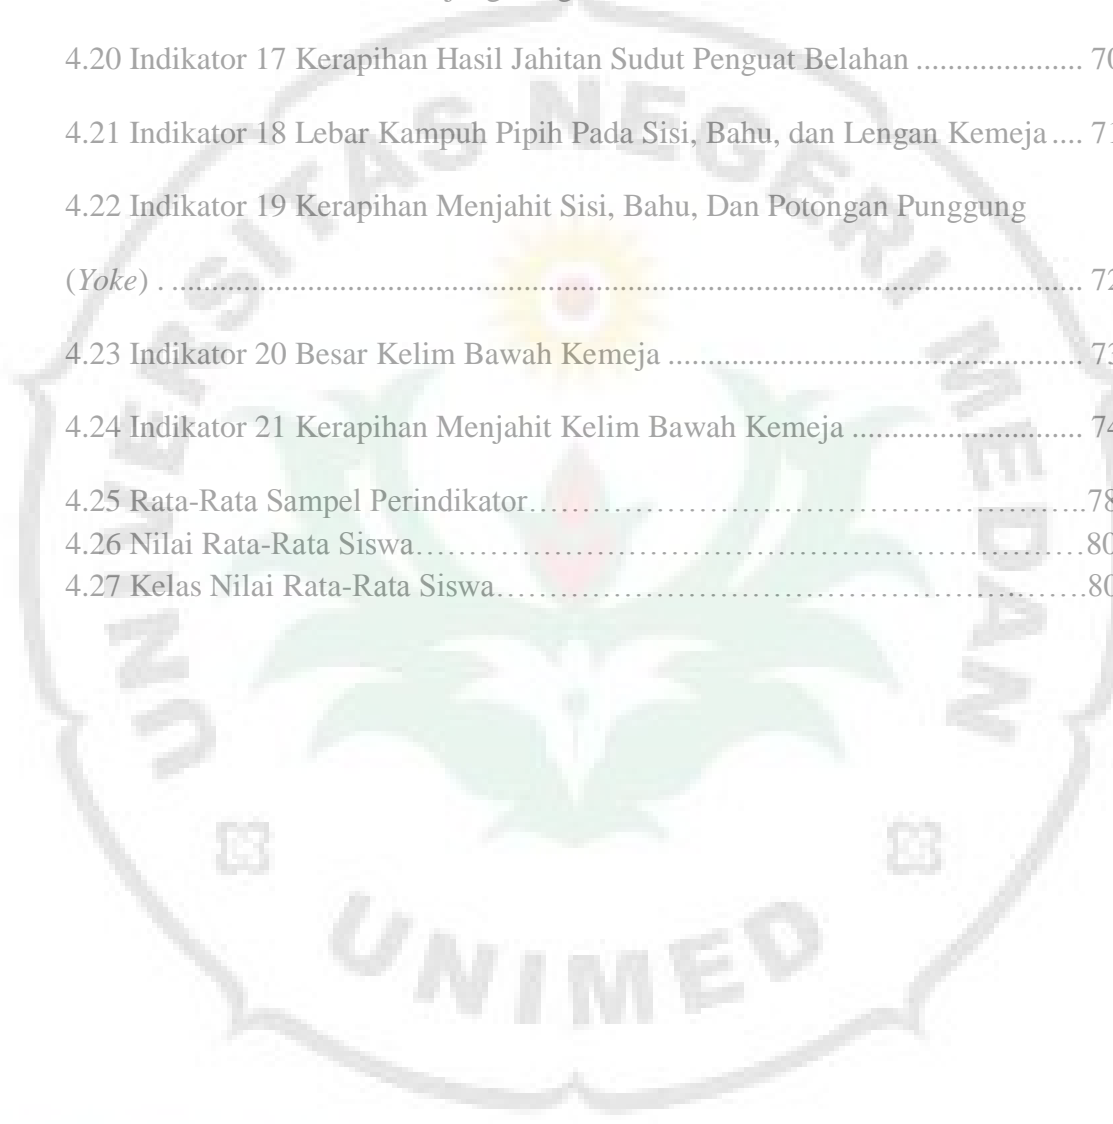 4.20 Indikator 17 Kerapihan Hasil Jahitan Sudut Penguat Belahan ..................... 70
4.21 Indikator 18 Lebar Kampuh Pipih Pada Sisi, Bahu, dan Lengan Kemeja .... 71
4.22 Indikator 19 Kerapihan Menjahit Sisi, Bahu, Dan Potongan Punggung
(Yoke) . ................................................................................................................... 72
4.23 Indikator 20 Besar Kelim Bawah Kemeja .................................................... 73
4.24 Indikator 21 Kerapihan Menjahit Kelim Bawah Kemeja ............................. 74
4.25 Rata-Rata Sampel Perindikator……………………………………………..78
4.26 Nilai Rata-Rata Siswa………………………………………………………80
4.27 Kelas Nilai Rata-Rata Siswa………………………………………………..80
UNIVERSITAS NEGERI MEDAN
UNIMED